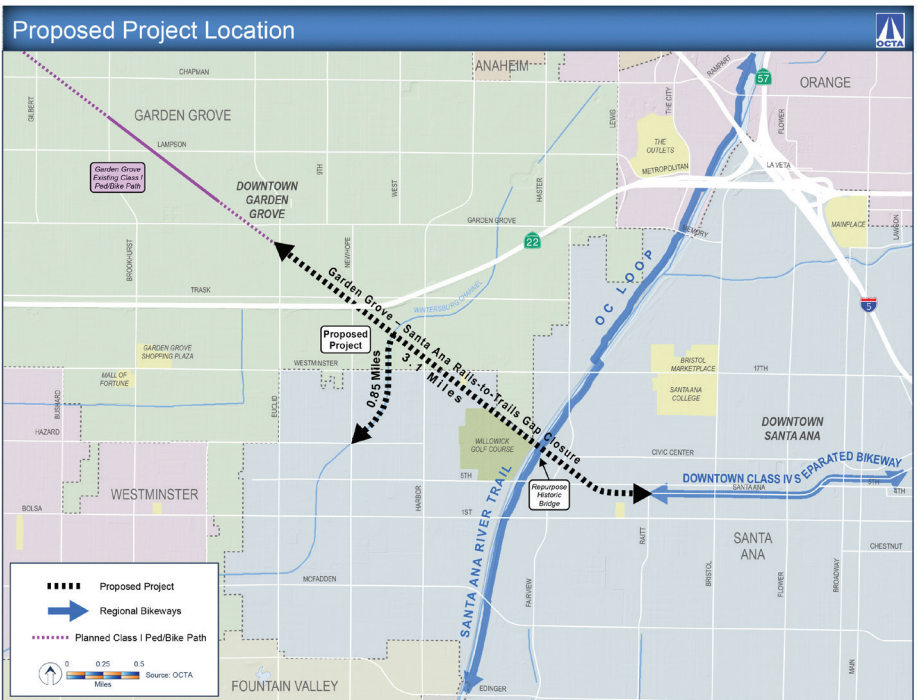 Proposed Project Location
OCTA
CHAPMAN
ANAHEIM
RAMPART
57
ORANGE
GILBERT
GARDEN GROVE
LEWIS
THE CITY
FLOWER
LAMPSON
THE
OUTLETS
Garden Grove
Existing Class I
Ped/Bike Path
9TH
METROPOLITAN
LA VETA
DOWNTOWN
GARDEN
GROVE
WEST
HASTER
GARDEN GROVE
MAINPLACE
LAWSON
MEMORY
BROOKHURST
NEWHOPE
22
OC LOOP
TRASK
WINTERSBURG CHANNEL
5
Garden Grove – Santa Ana Rails-to-Trails Gap Closure
3.1 Miles
Proposed
Project
GARDEN GROVE
SHOPPING PLAZA
WESTMINSTER
0.85 Miles
BRISTOL
MARKETPLACE
17TH
MALL OF
FORTUNE
SANTA ANA
COLLEGE
BUSHARD
EUCLID
HAZARD
WILLOWICK
GOLF COURSE
DOWNTOWN
SANTA ANA
CIVIC CENTER
5TH
DOWNTOWN CLASS IV SEPARATED BIKEWAY
SANTA ANA
5TH
4TH
WESTMINSTER
HARBOR
Repurpose
Historic
Bridge
BOLSA
1ST
SANTA ANA RIVER TRAIL
RAITT
SANTA
ANA
CHESTNUT
MCFADDEN
FAIRVIEW
BRISTOL
FLOWER
BROADWAY
MAIN
Proposed Project
Regional Bikeways
Planned Class I Ped/Bike Path
0 0.25 0.5
Miles
Source: OCTA
FOUNTAIN VALLEY
EDINGER